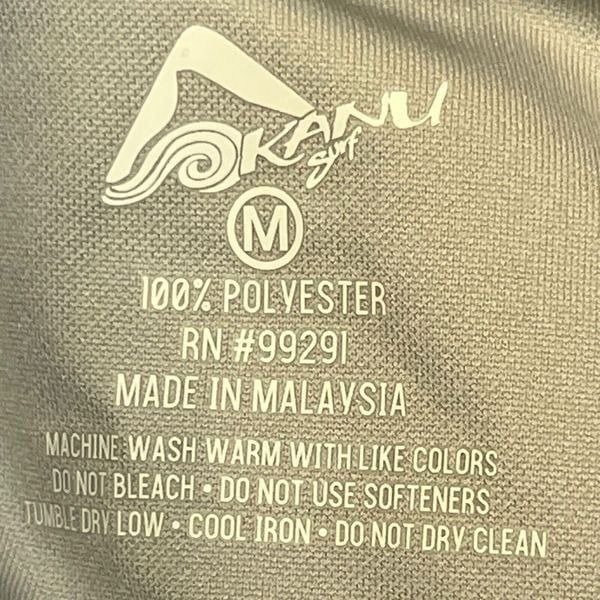 KANU
Surf
M
100% POLYESTER
RN #99291
MADE IN MALAYSIA
MACHINE WASH WARM WITH LIKE COLORS
DO NOT BLEACH • DO NOT USE SOFTENERS
TUMBLE DRY LOW • COOL IRON • DO NOT DRY CLEAN